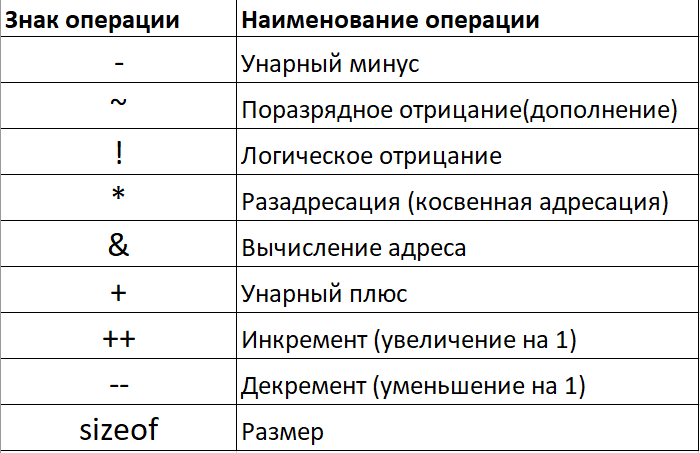 Знак операции Наименование операции
- Унарный минус
~ Поразрядное отрицание(дополнение)
! Логическое отрицание
* Разадресация (косвенная адресация)
& Вычисление адреса
+ Унарный плюс
++ Инкремент (увеличение на 1)
-- Декремент (уменьшение на 1)
sizeof Размер